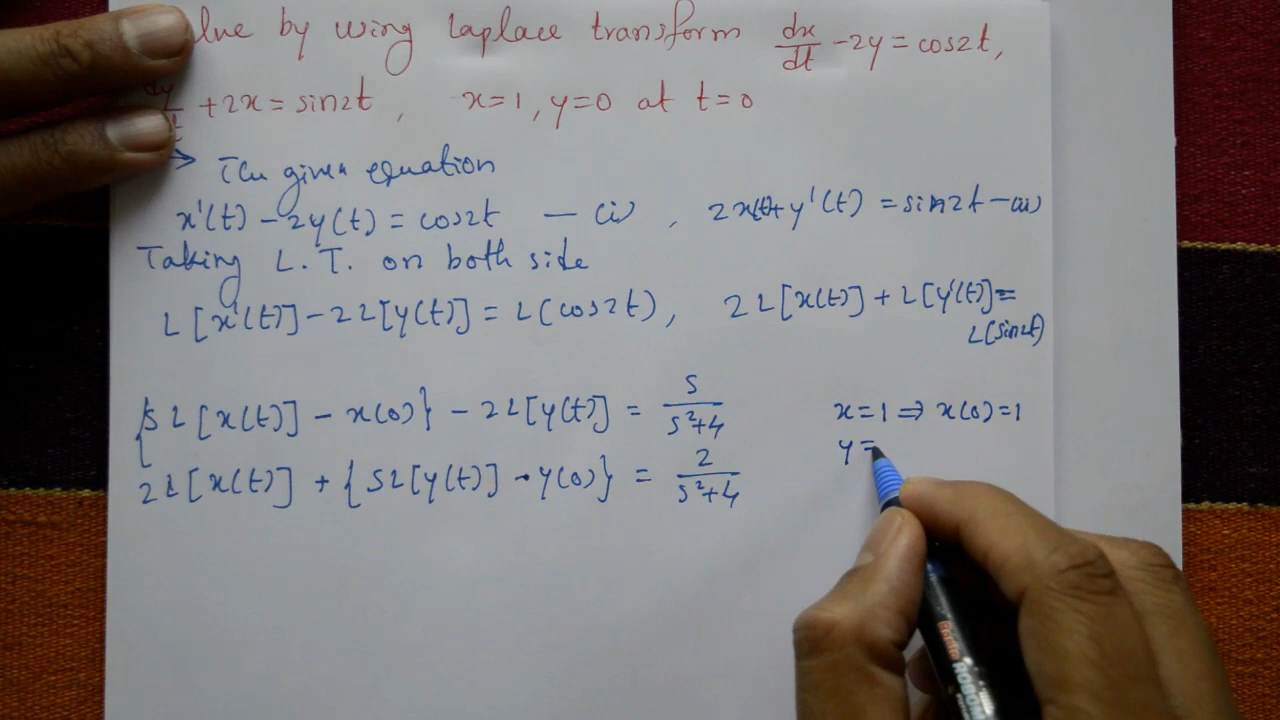 lve by using Laplace transform dx/dt - 2y = cos2t,
dy/dt + 2x = sin2t , x=1, y=0 at t=0
→ The given equation
x'(t) - 2y(t) = cos2t — (i) , 2x(t) + y'(t) = sin2t — (ii)
Taking L.T. on both side
L[x'(t)] - 2L[y(t)] = L(cos2t), 2L[x(t)] + L[y'(t)] =
L(sin2t)
{SL[x(t)] - x(0)} - 2L[y(t)] = S/(S²+4)
x=1 ⇒ x(0)=1
y=
2L[x(t)] + {SL[y(t)] - y(0)} = 2/(S²+4)